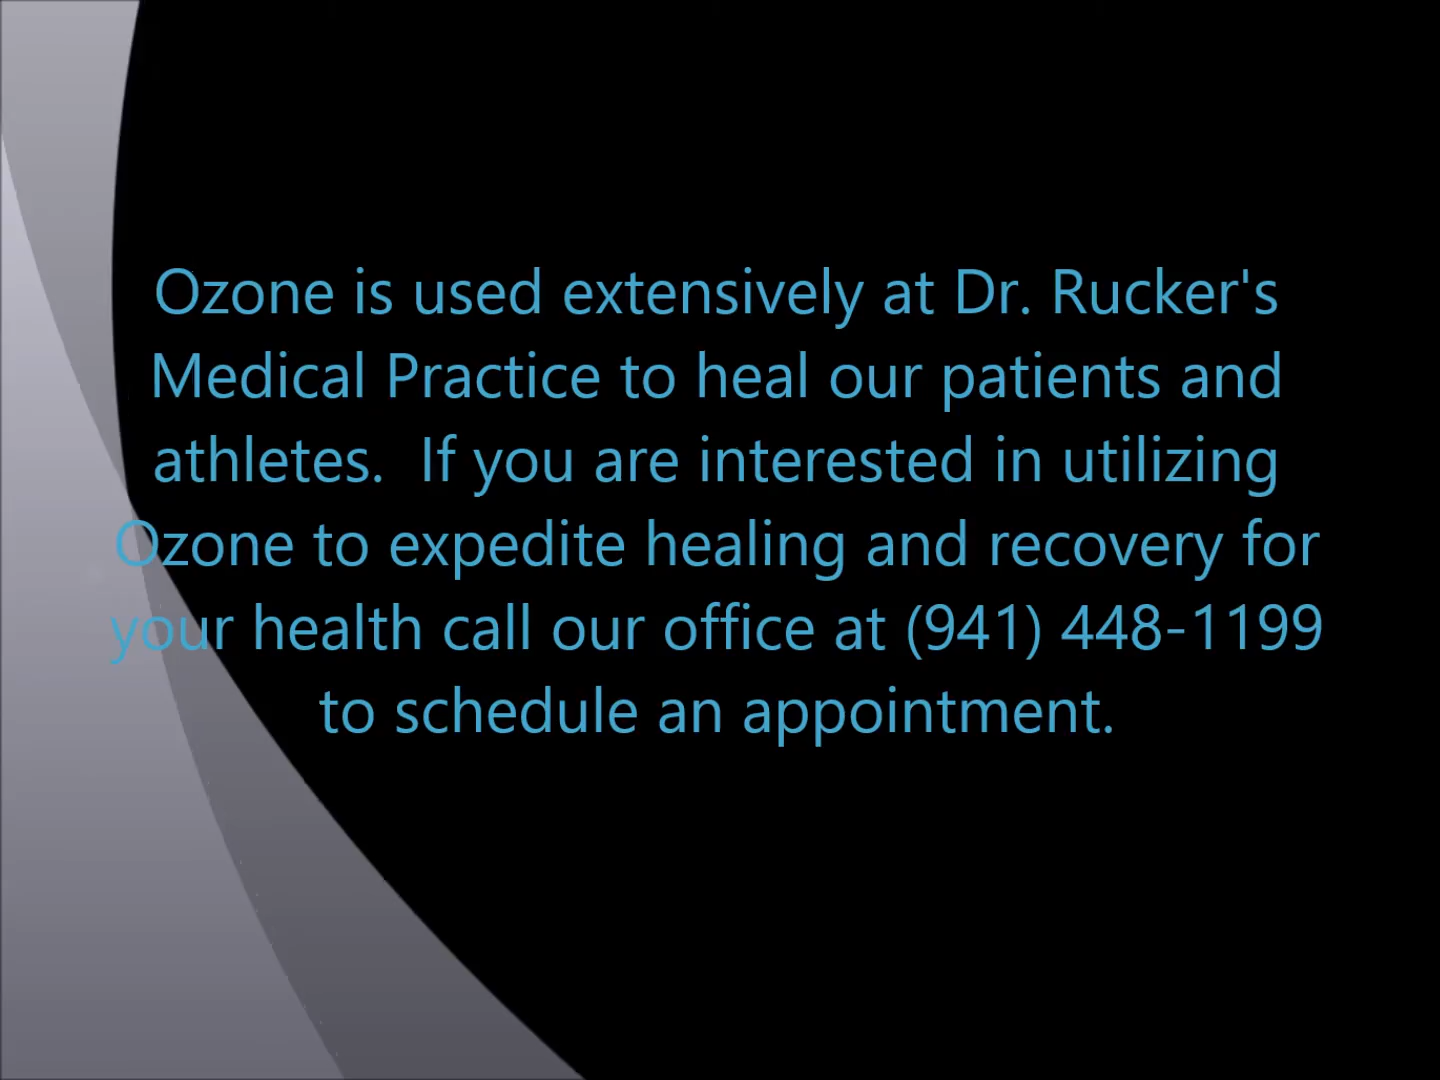 Ozone is used extensively at Dr. Rucker's
Medical Practice to heal our patients and
athletes.  If you are interested in utilizing
Ozone to expedite healing and recovery for
your health call our office at (941) 448-1199
to schedule an appointment.